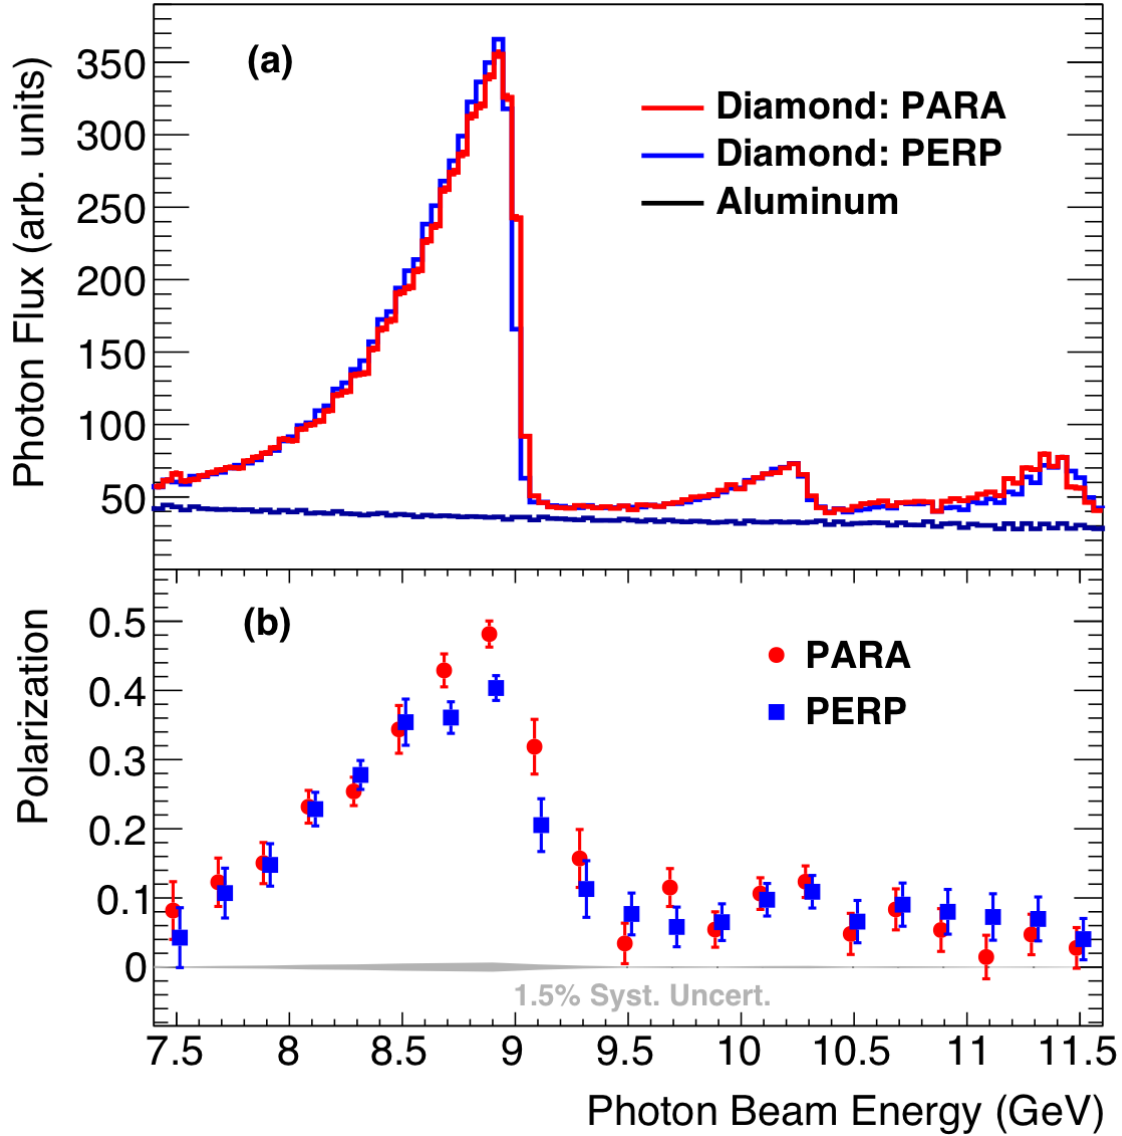 (a)
Photon Flux (arb. units)
350
300
250
200
150
100
50
Diamond: PARA
Diamond: PERP
Aluminum
(b)
Polarization
0.5
0.4
0.3
0.2
0.1
0
PARA
PERP
1.5% Syst. Uncert.
7.5 8 8.5 9 9.5 10 10.5 11 11.5
Photon Beam Energy (GeV)